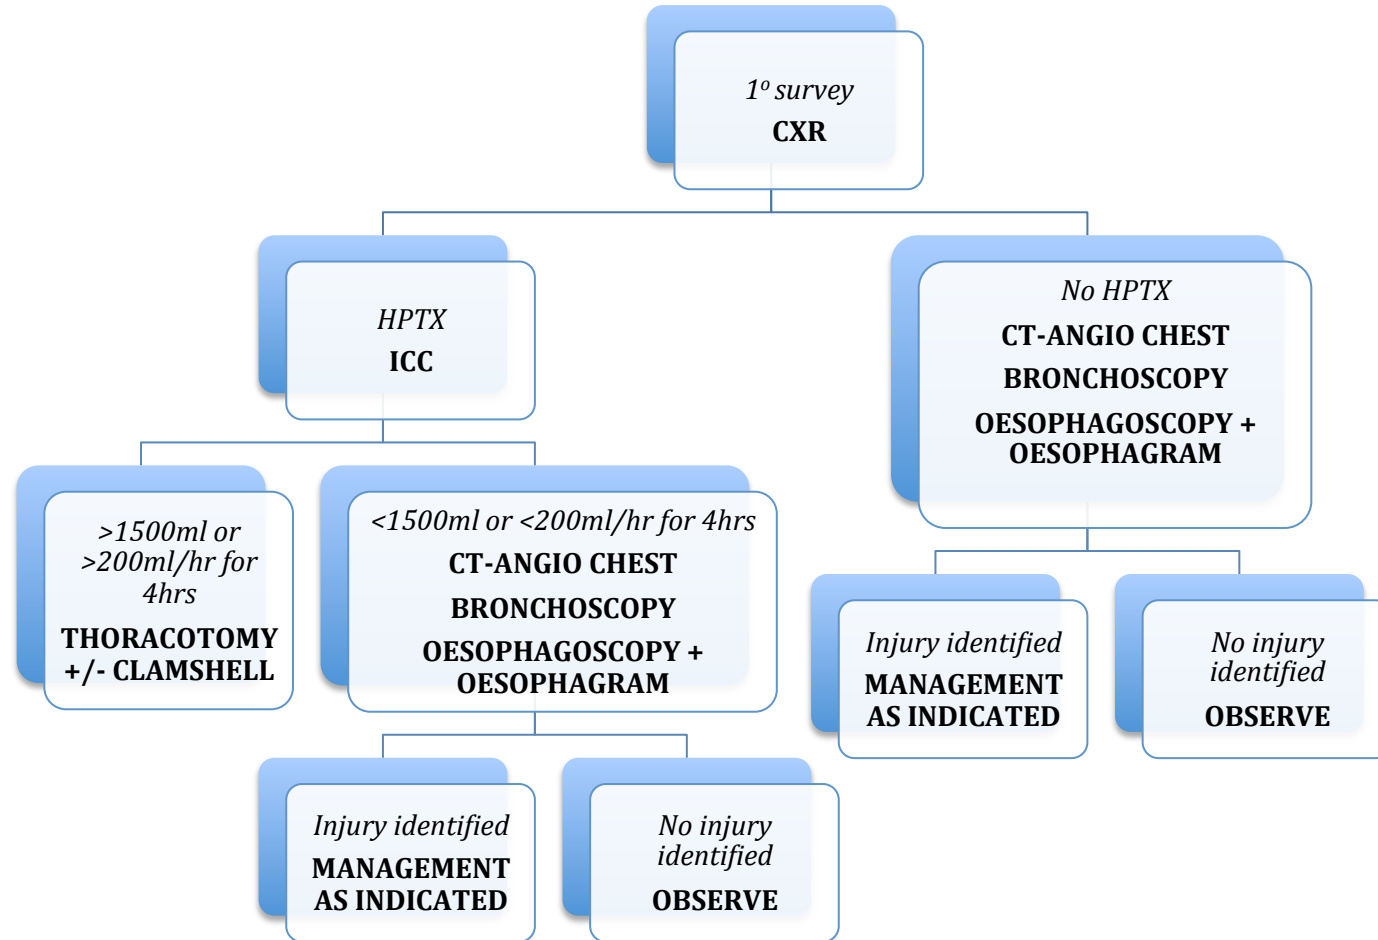 1º survey
CXR
HPTX
ICC
No HPTX
CT-ANGIO CHEST
BRONCHOSCOPY
OESOPHAGOSCOPY +
OESOPHAGRAM
>1500ml or
>200ml/hr for
4hrs
THORACOTOMY
+/- CLAMSHELL
<1500ml or <200ml/hr for 4hrs
CT-ANGIO CHEST
BRONCHOSCOPY
OESOPHAGOSCOPY +
OESOPHAGRAM
Injury identified
MANAGEMENT
AS INDICATED
No injury
identified
OBSERVE
Injury identified
MANAGEMENT
AS INDICATED
No injury
identified
OBSERVE